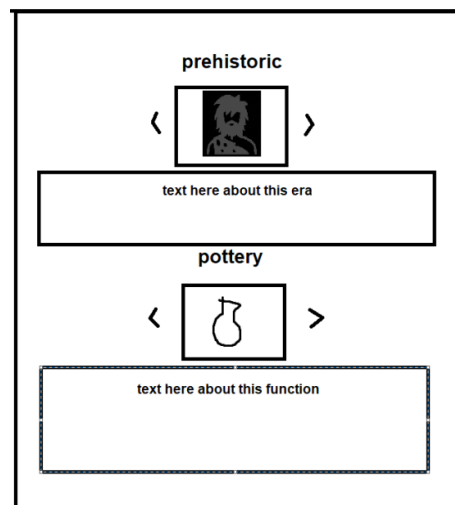 prehistoric
text here about this era
pottery
text here about this function